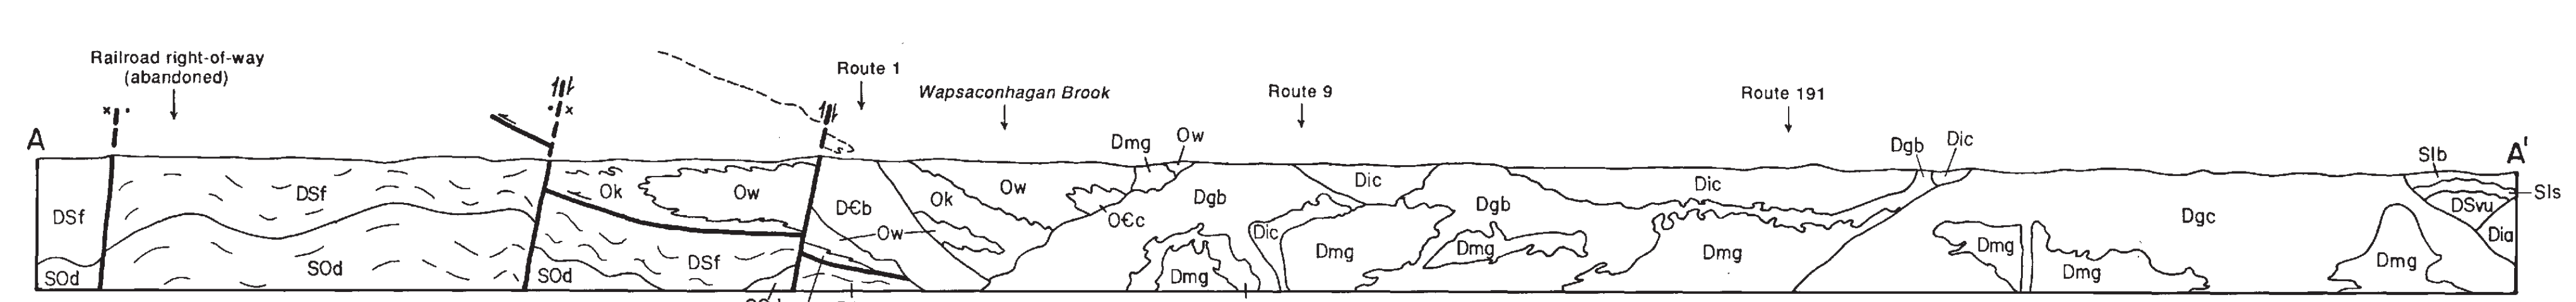 Railroad right-of-way
(abandoned)
Route 1
Wapsaconhagan Brook
Route 9
Route 191
A
A'
Dmg
Ow
Dgb
Dic
Slb
Sls
DSf
DSf
SOd
SOd
SOd
Ok
Ow
DSf
D€b
Ow
Ok
Ow
O€c
Dgb
Dmg
Dic
Dic
Dmg
Dgb
Dmg
Dic
Dmg
Dmg
Dmg
Dgc
Dmg
DSvu
Dia